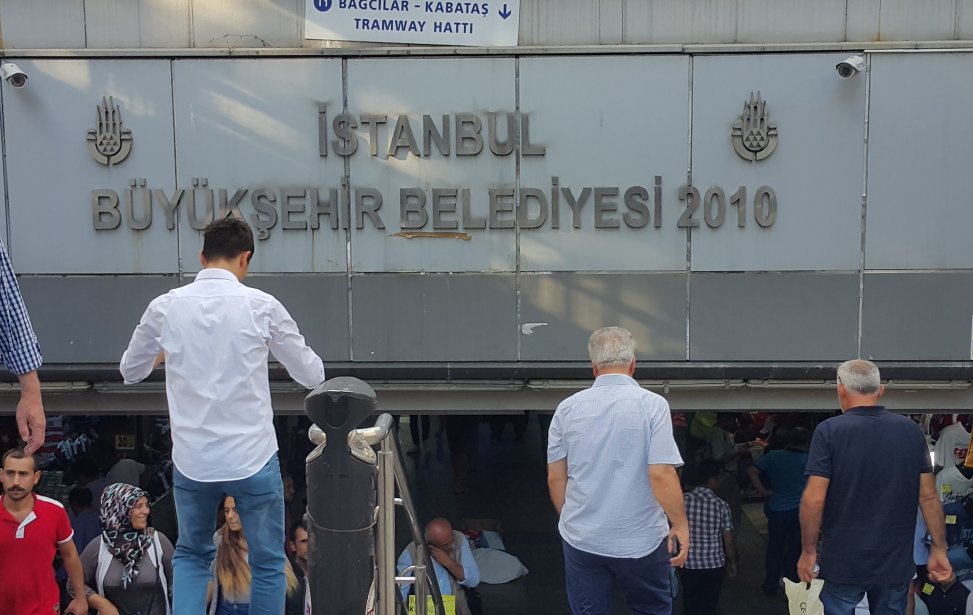 BAĞCILAR - KABATAŞ
TRAMWAY HATTI
İSTANBUL
BÜYÜKŞEHİR BELEDİYESİ 2010